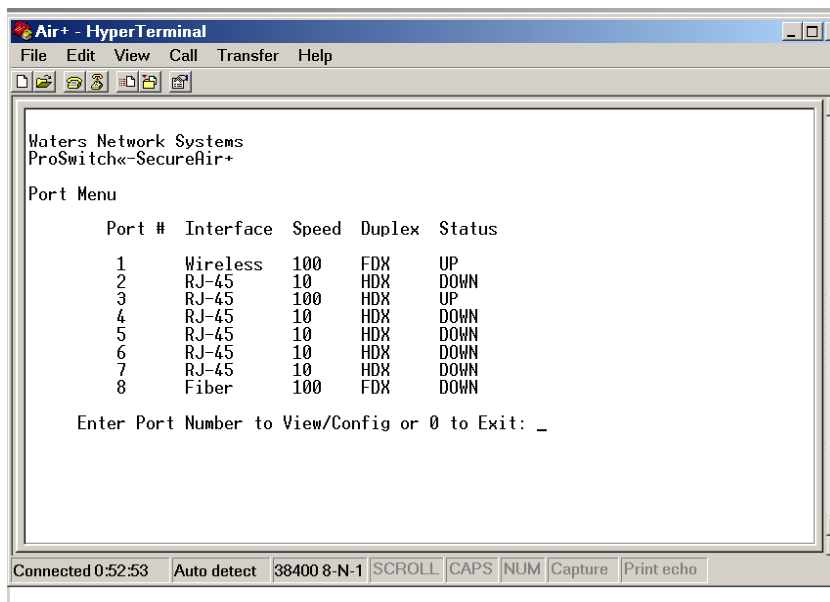 Air+ - HyperTerminal
File Edit View Call Transfer Help
Waters Network Systems
ProSwitch«-SecureAir+
Port Menu
Port # Interface Speed Duplex Status
1 Wireless 100 FDX UP
2 RJ-45 10 HDX DOWN
3 RJ-45 100 HDX UP
4 RJ-45 10 HDX DOWN
5 RJ-45 10 HDX DOWN
6 RJ-45 10 HDX DOWN
7 RJ-45 10 HDX DOWN
8 Fiber 100 FDX DOWN
Enter Port Number to View/Config or 0 to Exit: _
Connected 0:52:53 Auto detect 38400 8-N-1 SCROLL CAPS NUM Capture Print echo